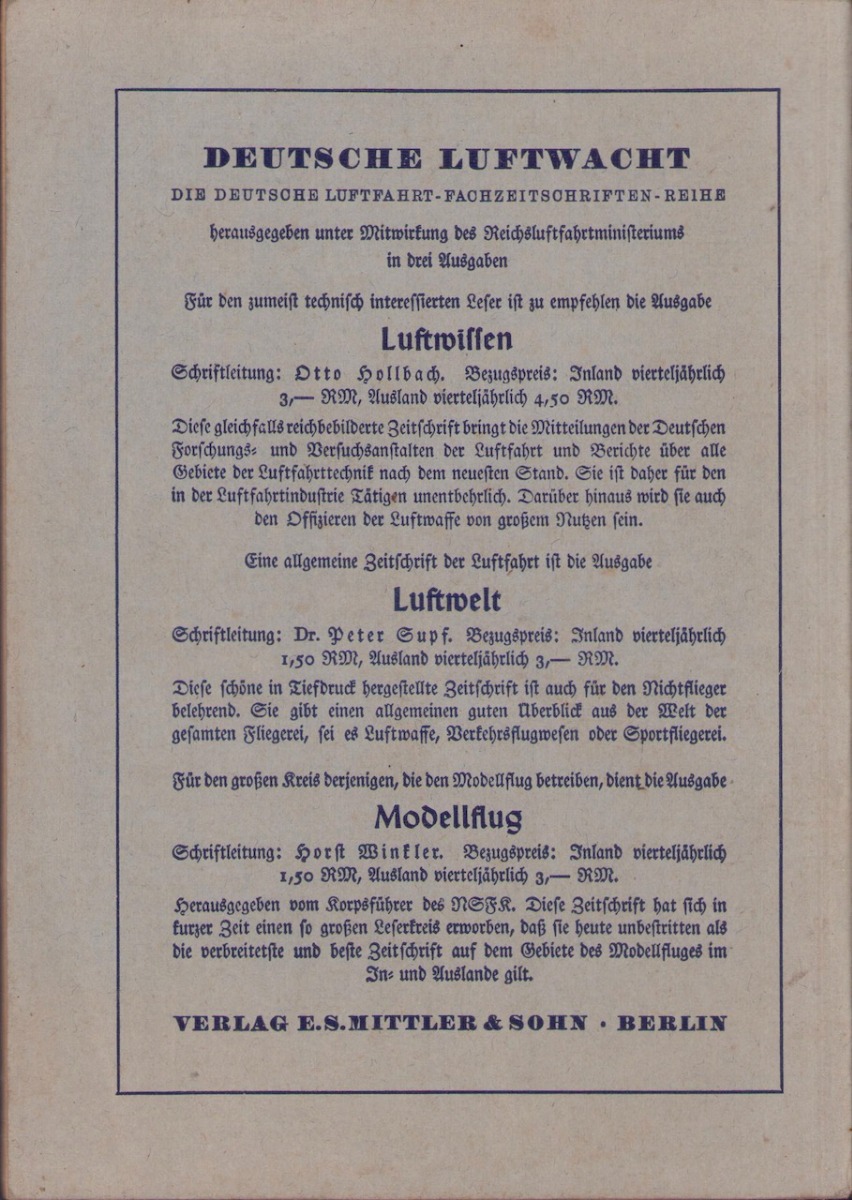 DEUTSCHE LUFTWACHT
DIE DEUTSCHE LUFTFAHRT-FACHZEITSCHRIFTEN-REIHE
herausgegeben unter Mitwirkung des Reichsluftfahrtministeriums
in drei Ausgaben
Für den zumeist technisch interessierten Leser ist zu empfehlen die Ausgabe
Luftwissen
Schriftleitung: Otto Hollbach. Bezugspreis: Inland vierteljährlich
3,— RM, Ausland vierteljährlich 4,50 RM.
Diese gleichfalls reichbebilderte Zeitschrift bringt die Mitteilungen der Deutschen
Forschungs- und Versuchsanstalten der Luftfahrt und Berichte über alle
Gebiete der Luftfahrttechnik nach dem neuesten Stand. Sie ist daher für den
in der Luftfahrtindustrie Tätigen unentbehrlich. Darüber hinaus wird sie auch
den Offizieren der Luftwaffe von großem Nutzen sein.
Eine allgemeine Zeitschrift der Luftfahrt ist die Ausgabe
Luftwelt
Schriftleitung: Dr. Peter Supf. Bezugspreis: Inland vierteljährlich
1,50 RM, Ausland vierteljährlich 3,— RM.
Diese schöne in Tiefdruck hergestellte Zeitschrift ist auch für den Nichtflieger
belehrend. Sie gibt einen allgemeinen guten Überblick aus der Welt der
gesamten Fliegerei, sei es Luftwaffe, Verkehrsflugwesen oder Sportfliegerei.
Für den großen Kreis derjenigen, die den Modellflug betreiben, dient die Ausgabe
Modellflug
Schriftleitung: Horst Winkler. Bezugspreis: Inland vierteljährlich
1,50 RM, Ausland vierteljährlich 3,— RM.
Herausgegeben vom Korpsführer des NSFK. Diese Zeitschrift hat sich in
kurzer Zeit einen so großen Leserkreis erworben, daß sie heute unbestritten als
die verbreitetste und beste Zeitschrift auf dem Gebiete des Modellfluges im
In- und Auslande gilt.
VERLAG E.S.MITTLER & SOHN · BERLIN